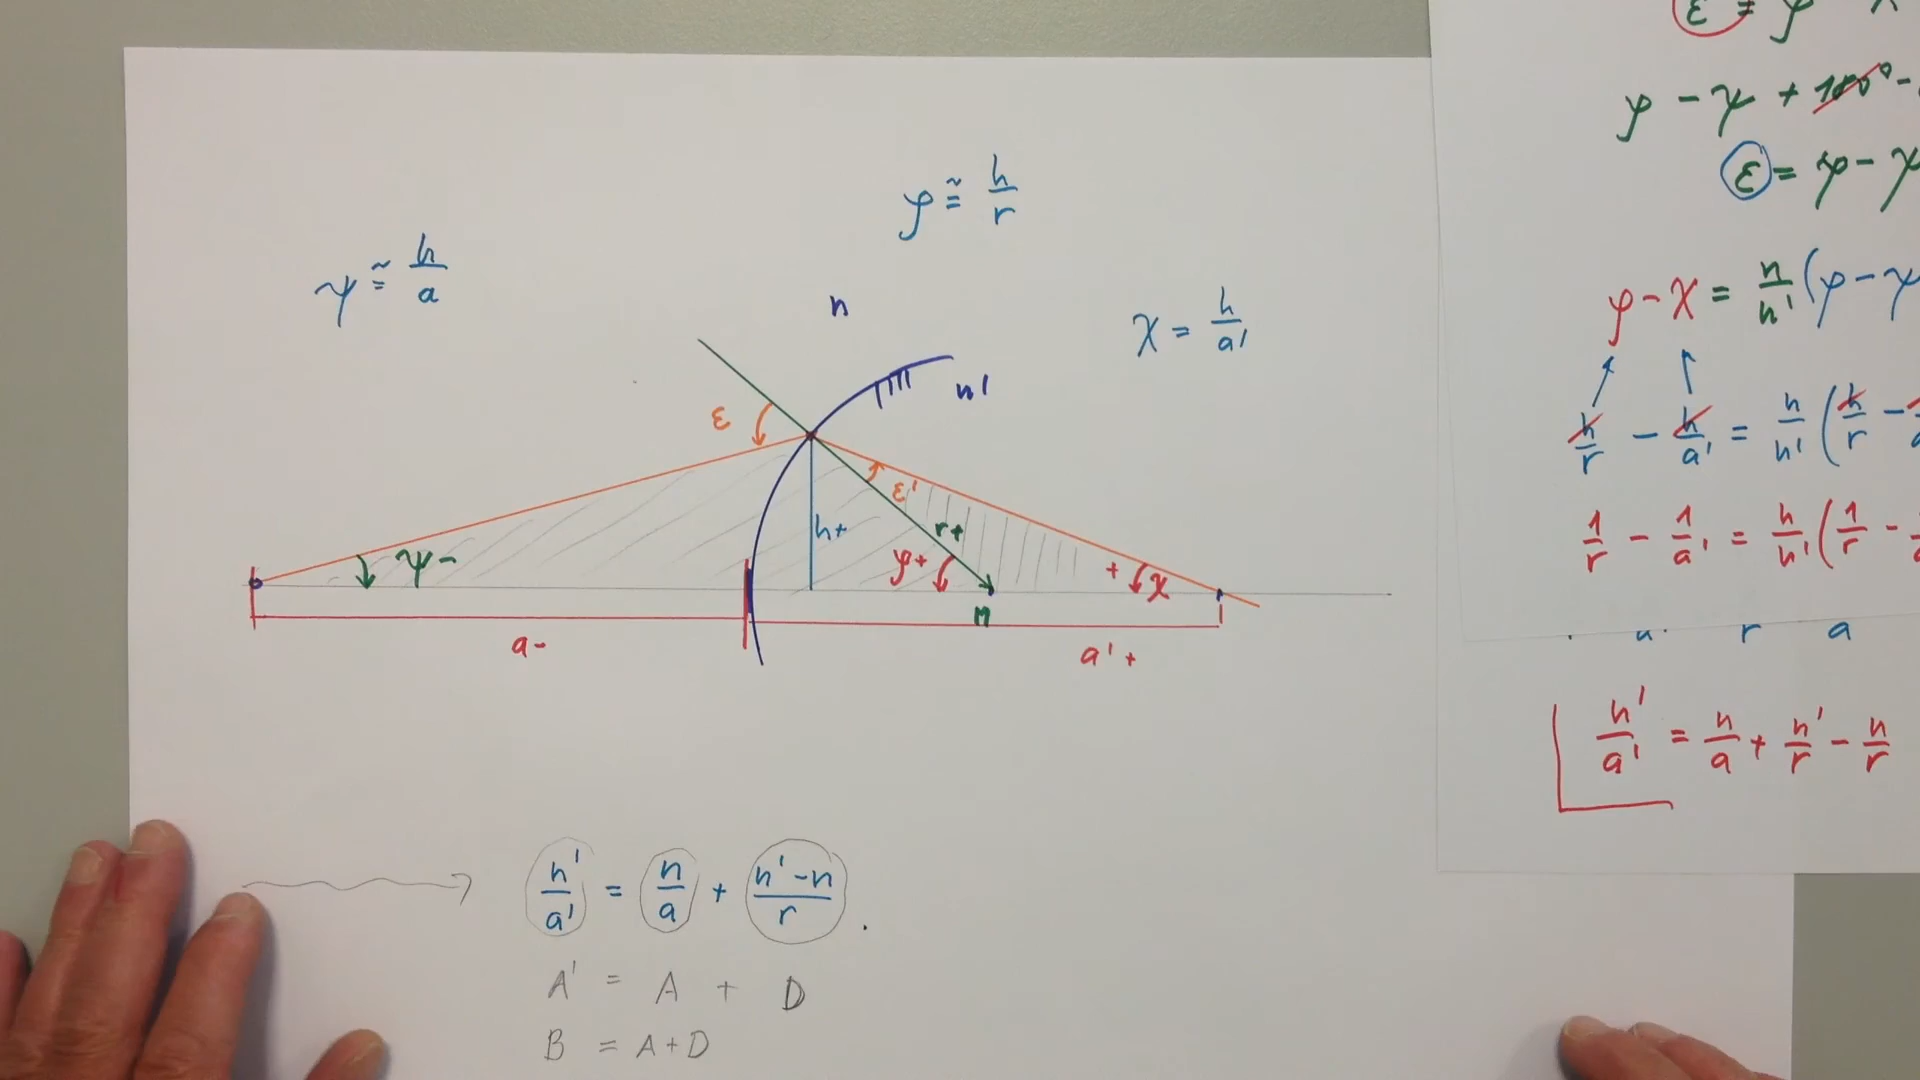 φ ≅ h/r
ψ ≅ h/a
n
χ = h/a'
n'
ε
ε'
h+
r+
ψ-
φ+
+ χ
M
a-
a'+
n'/a' = n/a + (n'-n)/r .
A' = A + D
B = A+D
ε = φ
φ - ψ + 180° -
ε = φ - ψ
φ - χ = n/n' (φ - ψ
h/r - h/a' = n/n' (h/r -
1/r - 1/a' = n/n' (1/r -
r a
n'/a' = n/a + n'/r - n/r